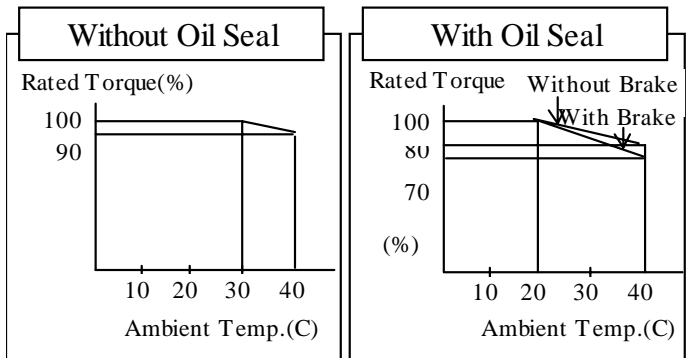 Without Oil Seal
Rated Torque(%)
100
90
10 20 30 40
Ambient Temp.(C)
With Oil Seal
Rated Torque
Without Brake
With Brake
100
80
70
(%)
10 20 30 40
Ambient Temp.(C)